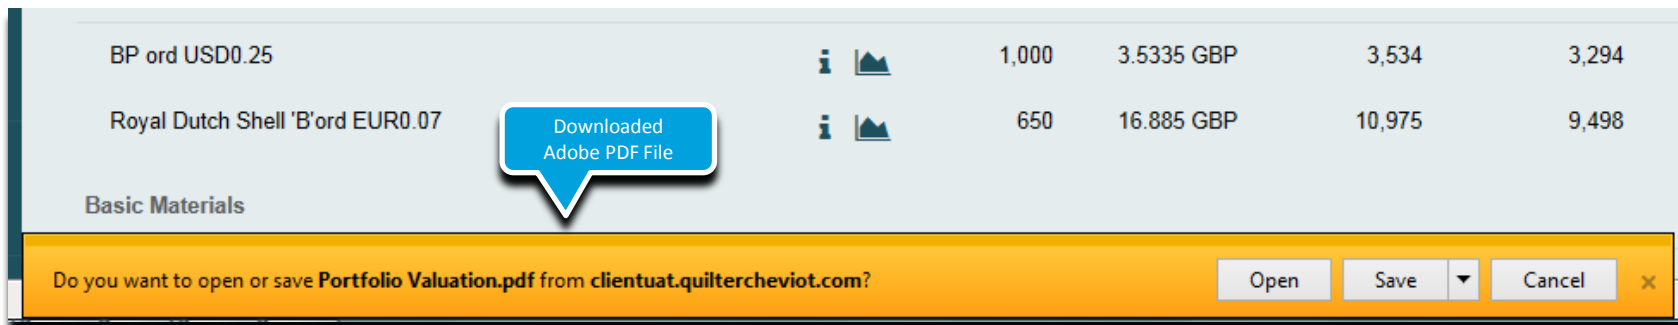 BP ord USD0.25 1,000 3.5335 GBP 3,534 3,294
Royal Dutch Shell 'B'ord EUR0.07 650 16.885 GBP 10,975 9,498
Downloaded
Adobe PDF File
Basic Materials
Do you want to open or save Portfolio Valuation.pdf from clientuat.quiltercheviot.com? Open Save Cancel